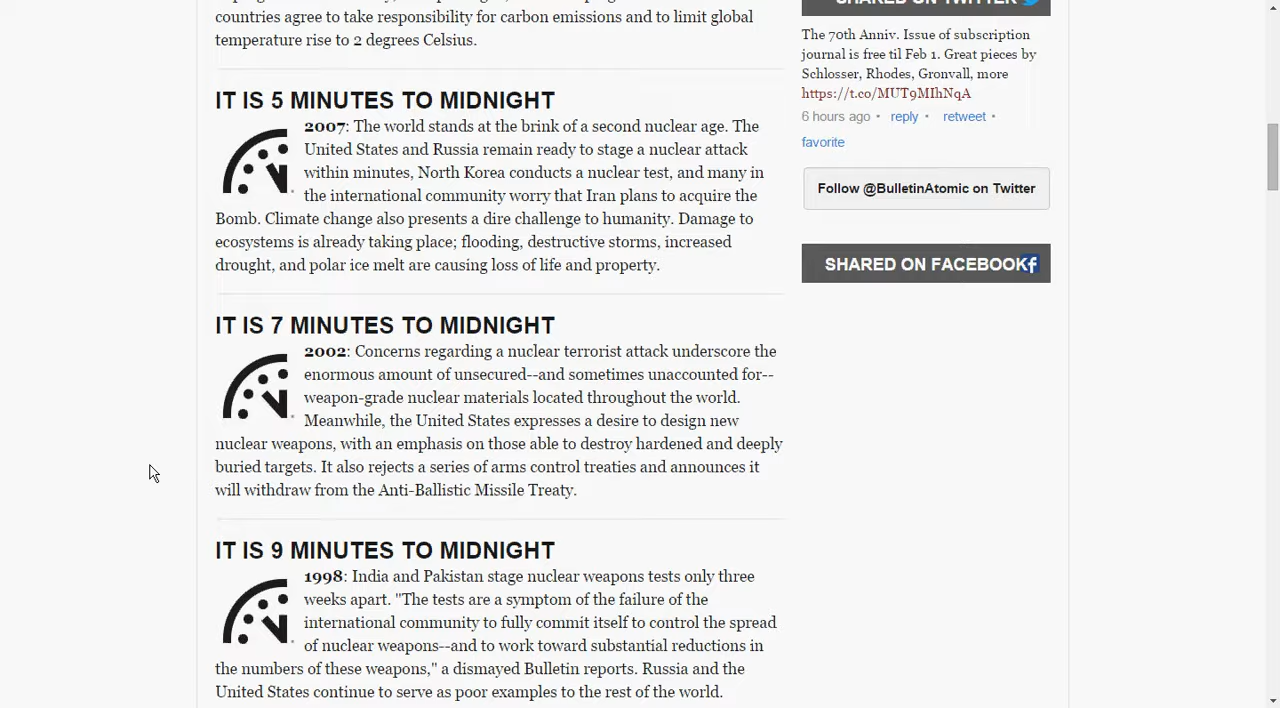 countries agree to take responsibility for carbon emissions and to limit global
temperature rise to 2 degrees Celsius.
IT IS 5 MINUTES TO MIDNIGHT
2007: The world stands at the brink of a second nuclear age. The
United States and Russia remain ready to stage a nuclear attack
within minutes, North Korea conducts a nuclear test, and many in
the international community worry that Iran plans to acquire the
Bomb. Climate change also presents a dire challenge to humanity. Damage to
ecosystems is already taking place; flooding, destructive storms, increased
drought, and polar ice melt are causing loss of life and property.
IT IS 7 MINUTES TO MIDNIGHT
2002: Concerns regarding a nuclear terrorist attack underscore the
enormous amount of unsecured--and sometimes unaccounted for--
weapon-grade nuclear materials located throughout the world.
Meanwhile, the United States expresses a desire to design new
nuclear weapons, with an emphasis on those able to destroy hardened and deeply
buried targets. It also rejects a series of arms control treaties and announces it
will withdraw from the Anti-Ballistic Missile Treaty.
IT IS 9 MINUTES TO MIDNIGHT
1998: India and Pakistan stage nuclear weapons tests only three
weeks apart. "The tests are a symptom of the failure of the
international community to fully commit itself to control the spread
of nuclear weapons--and to work toward substantial reductions in
the numbers of these weapons," a dismayed Bulletin reports. Russia and the
United States continue to serve as poor examples to the rest of the world.
SHARED ON TWITTER
The 70th Anniv. Issue of subscription
journal is free til Feb 1. Great pieces by
Schlosser, Rhodes, Gronvall, more
https://t.co/MUT9MIhNqA
6 hours ago • reply • retweet •
favorite
Follow @BulletinAtomic on Twitter
SHARED ON FACEBOOK